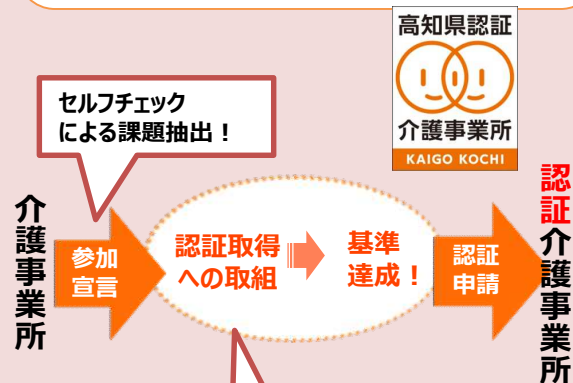 高知県認証
介護事業所
KAIGO KOCHI
セルフチェック
による課題抽出！
介護事業所
参加
宣言
認証取得
への取組
基準
達成！
認証
申請
認証介護事業所